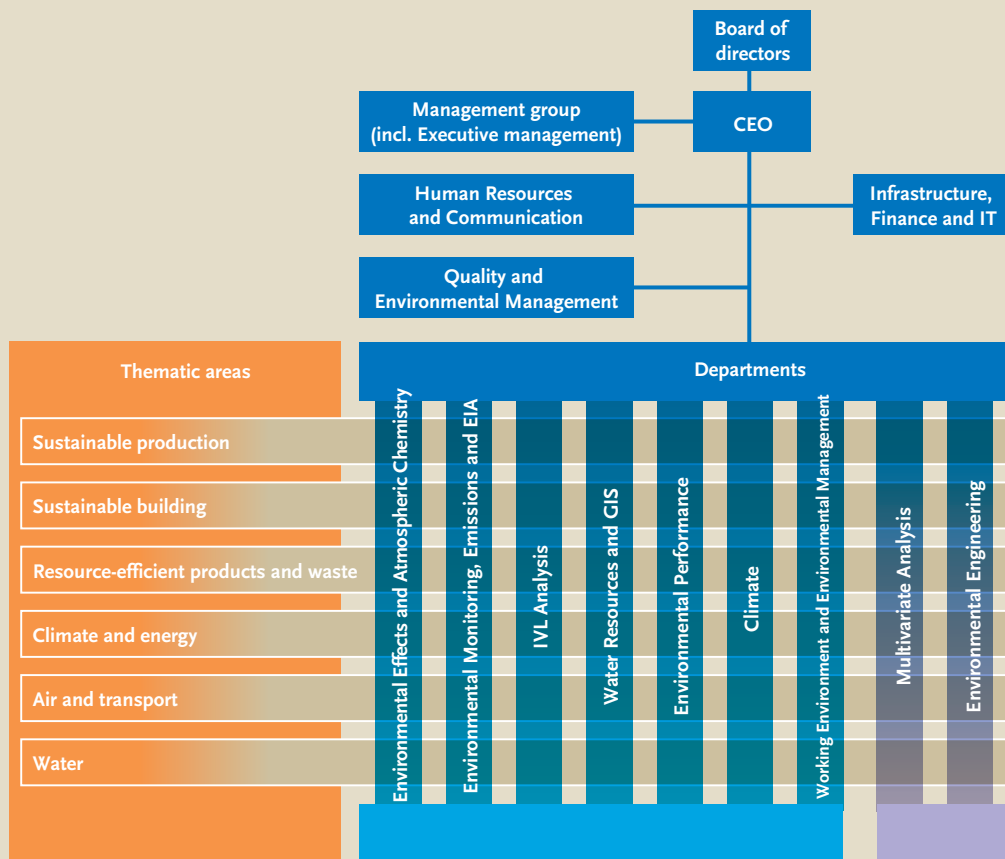 Board of
directors
Management group
(incl. Executive management)
CEO
Human Resources
and Communication
Infrastructure,
Finance and IT
Quality and
Environmental Management
Thematic areas
Departments
Sustainable production
Sustainable building
Resource-efficient products and waste
Climate and energy
Air and transport
Water
Environmental Effects and Atmospheric Chemistry
Environmental Monitoring, Emissions and EIA
IVL Analysis
Water Resources and GIS
Environmental Performance
Climate
Working Environment and Environmental Management
Multivariate Analysis
Environmental Engineering